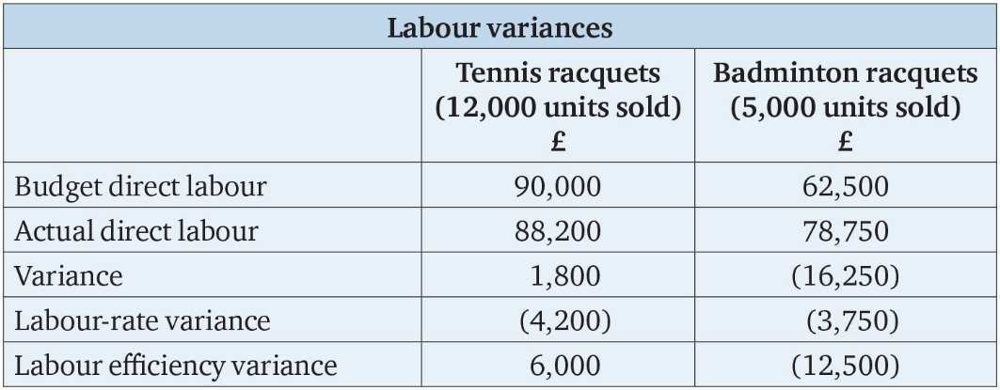 Labour variances
Tennis racquets
(12,000 units sold)
£
Badminton racquets
(5,000 units sold)
£
Budget direct labour 90,000 62,500
Actual direct labour 88,200 78,750
Variance 1,800 (16,250)
Labour-rate variance (4,200) (3,750)
Labour efficiency variance 6,000 (12,500)